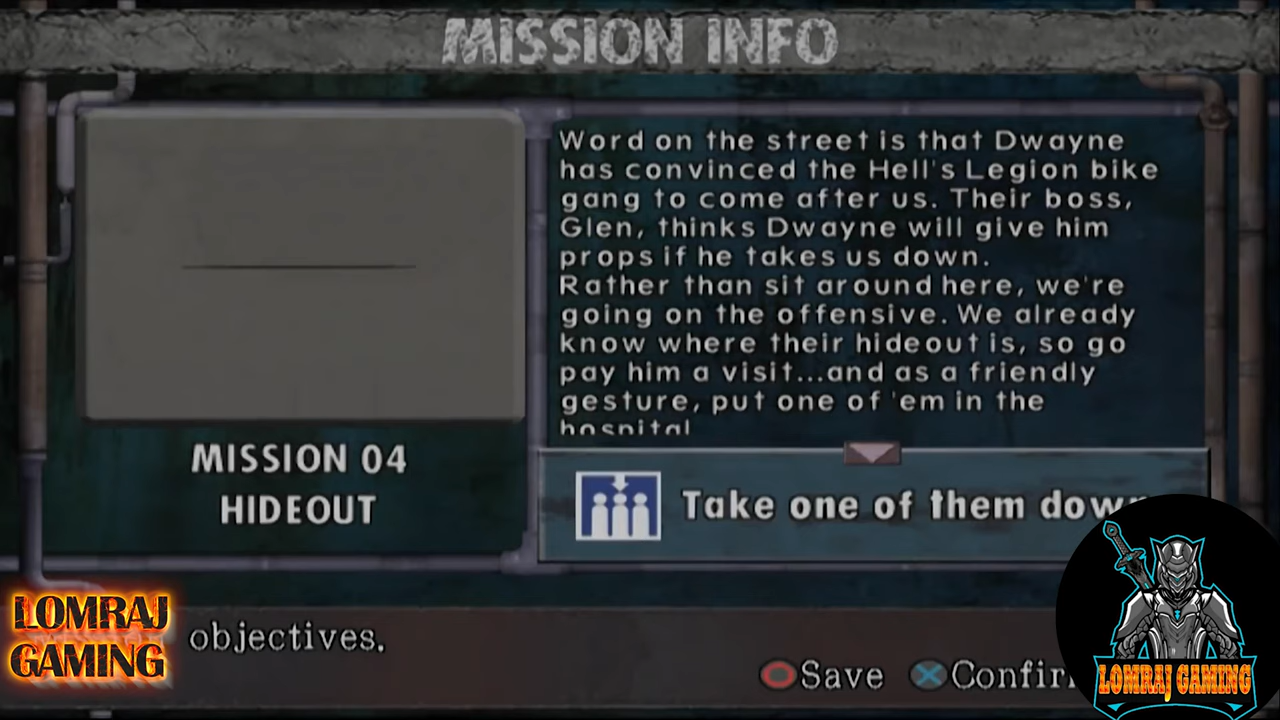 MISSION INFO
Word on the street is that Dwayne
has convinced the Hell's Legion bike
gang to come after us. Their boss,
Glen, thinks Dwayne will give him
props if he takes us down.
Rather than sit around here, we're
going on the offensive. We already
know where their hideout is, so go
pay him a visit...and as a friendly
gesture, put one of 'em in the
hospital
MISSION 04
HIDEOUT
Take one of them down
LOMRAJ
GAMING
objectives.
Save Confirm
LOMRAJ GAMING